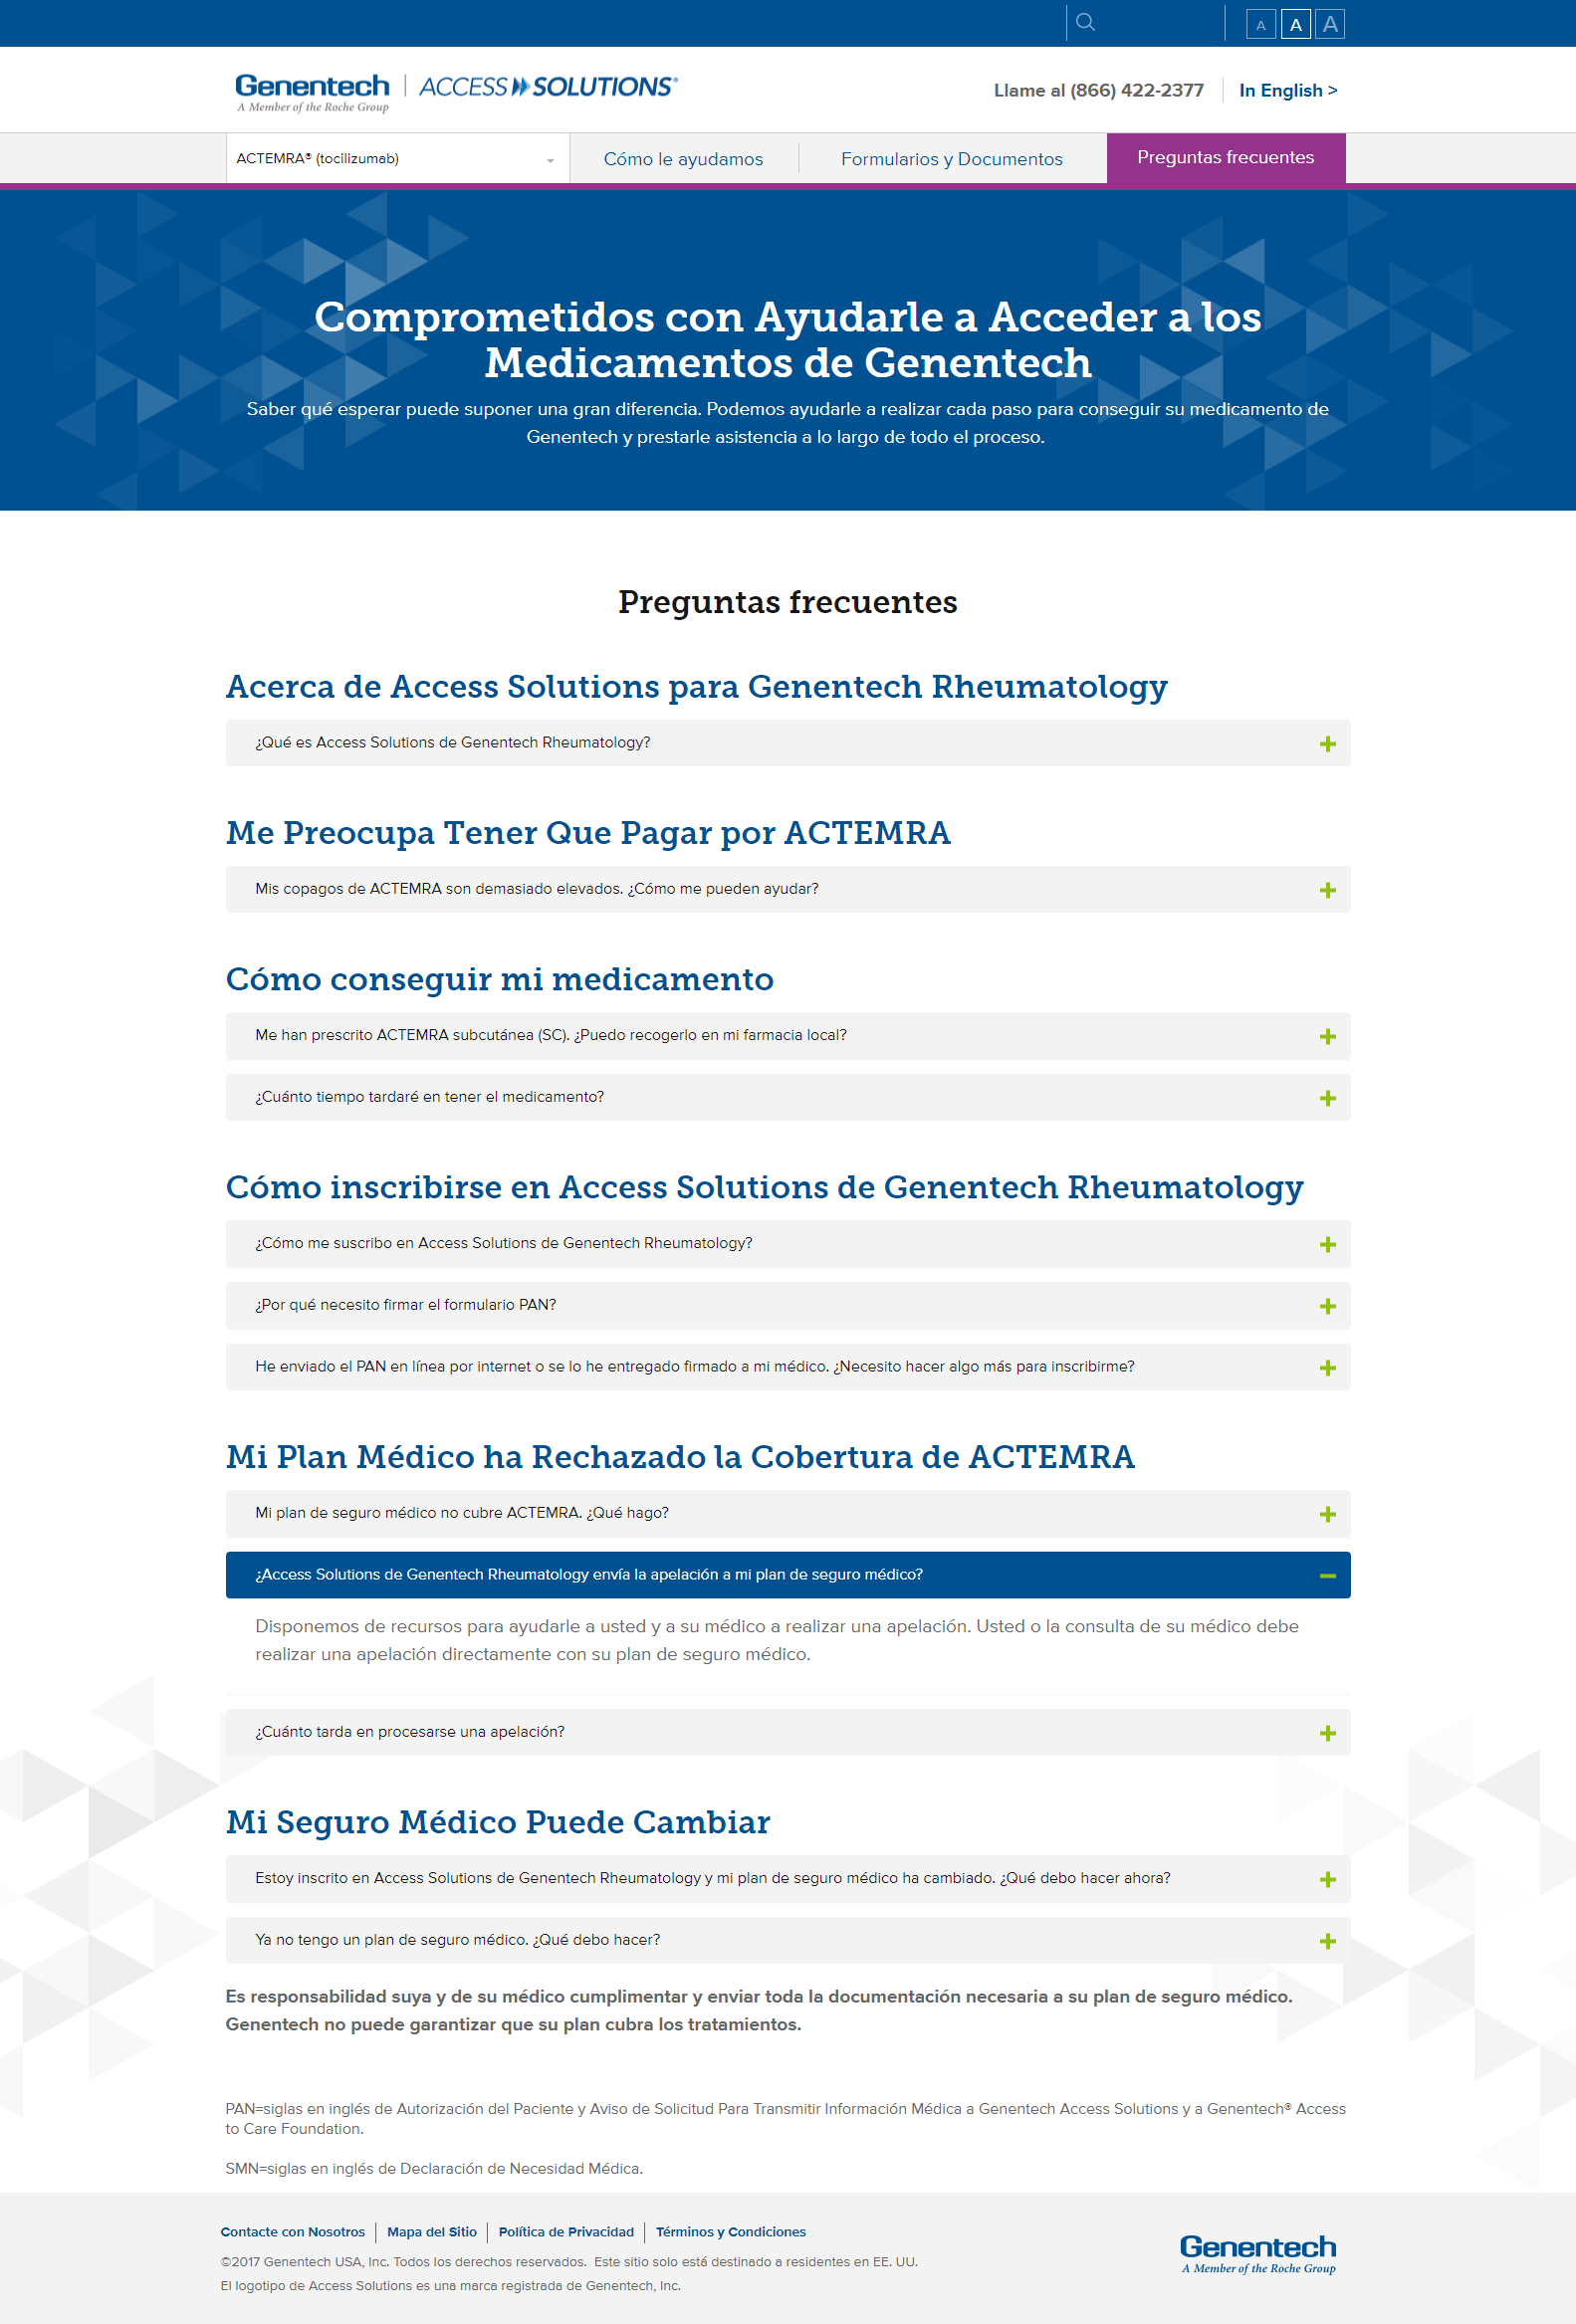 A A A
Genentech
A Member of the Roche Group
ACCESS SOLUTIONS®
Llame al (866) 422-2377
In English >
ACTEMRA® (tocilizumab)
Cómo le ayudamos
Formularios y Documentos
Preguntas frecuentes
Comprometidos con Ayudarle a Acceder a los
Medicamentos de Genentech
Saber qué esperar puede suponer una gran diferencia. Podemos ayudarle a realizar cada paso para conseguir su medicamento de
Genentech y prestarle asistencia a lo largo de todo el proceso.
Preguntas frecuentes
Acerca de Access Solutions para Genentech Rheumatology
¿Qué es Access Solutions de Genentech Rheumatology?
Me Preocupa Tener Que Pagar por ACTEMRA
Mis copagos de ACTEMRA son demasiado elevados. ¿Cómo me pueden ayudar?
Cómo conseguir mi medicamento
Me han prescrito ACTEMRA subcutánea (SC). ¿Puedo recogerlo en mi farmacia local?
¿Cuánto tiempo tardaré en tener el medicamento?
Cómo inscribirse en Access Solutions de Genentech Rheumatology
¿Cómo me suscribo en Access Solutions de Genentech Rheumatology?
¿Por qué necesito firmar el formulario PAN?
He enviado el PAN en línea por internet o se lo he entregado firmado a mi médico. ¿Necesito hacer algo más para inscribirme?
Mi Plan Médico ha Rechazado la Cobertura de ACTEMRA
Mi plan de seguro médico no cubre ACTEMRA. ¿Qué hago?
¿Access Solutions de Genentech Rheumatology envía la apelación a mi plan de seguro médico?
Disponemos de recursos para ayudarle a usted y a su médico a realizar una apelación. Usted o la consulta de su médico debe
realizar una apelación directamente con su plan de seguro médico.
¿Cuánto tarda en procesarse una apelación?
Mi Seguro Médico Puede Cambiar
Estoy inscrito en Access Solutions de Genentech Rheumatology y mi plan de seguro médico ha cambiado. ¿Qué debo hacer ahora?
Ya no tengo un plan de seguro médico. ¿Qué debo hacer?
Es responsabilidad suya y de su médico cumplimentar y enviar toda la documentación necesaria a su plan de seguro médico.
Genentech no puede garantizar que su plan cubra los tratamientos.
PAN=siglas en inglés de Autorización del Paciente y Aviso de Solicitud Para Transmitir Información Médica a Genentech Access Solutions y a Genentech® Access
to Care Foundation.
SMN=siglas en inglés de Declaración de Necesidad Médica.
Contacte con Nosotros
Mapa del Sitio
Política de Privacidad
Términos y Condiciones
©2017 Genentech USA, Inc. Todos los derechos reservados. Este sitio solo está destinado a residentes en EE. UU.
El logotipo de Access Solutions es una marca registrada de Genentech, Inc.
Genentech
A Member of the Roche Group